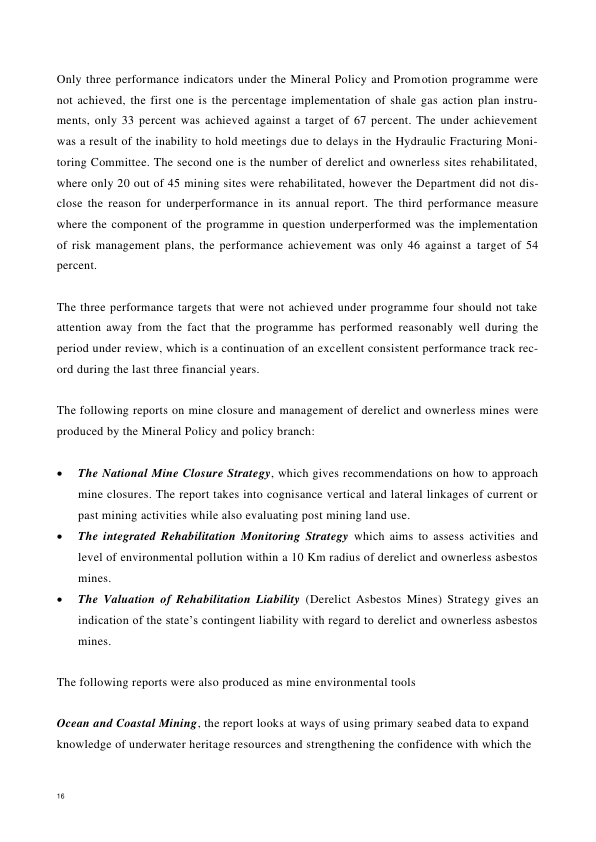 Only three performance indicators under the Mineral Policy and Promotion programme were
not achieved, the first one is the percentage implementation of shale gas action plan instru-
ments, only 33 percent was achieved against a target of 67 percent. The under achievement
was a result of the inability to hold meetings due to delays in the Hydraulic Fracturing Moni-
toring Committee. The second one is the number of derelict and ownerless sites rehabilitated,
where only 20 out of 45 mining sites were rehabilitated, however the Department did not dis-
close the reason for underperformance in its annual report. The third performance measure
where the component of the programme in question underperformed was the implementation
of risk management plans, the performance achievement was only 46 against a target of 54
percent.
The three performance targets that were not achieved under programme four should not take
attention away from the fact that the programme has performed reasonably well during the
period under review, which is a continuation of an excellent consistent performance track rec-
ord during the last three financial years.
The following reports on mine closure and management of derelict and ownerless mines were
produced by the Mineral Policy and policy branch:
• The National Mine Closure Strategy, which gives recommendations on how to approach
mine closures. The report takes into cognisance vertical and lateral linkages of current or
past mining activities while also evaluating post mining land use.
• The integrated Rehabilitation Monitoring Strategy which aims to assess activities and
level of environmental pollution within a 10 Km radius of derelict and ownerless asbestos
mines.
• The Valuation of Rehabilitation Liability (Derelict Asbestos Mines) Strategy gives an
indication of the state's contingent liability with regard to derelict and ownerless asbestos
mines.
The following reports were also produced as mine environmental tools
Ocean and Coastal Mining, the report looks at ways of using primary seabed data to expand
knowledge of underwater heritage resources and strengthening the confidence with which the
16